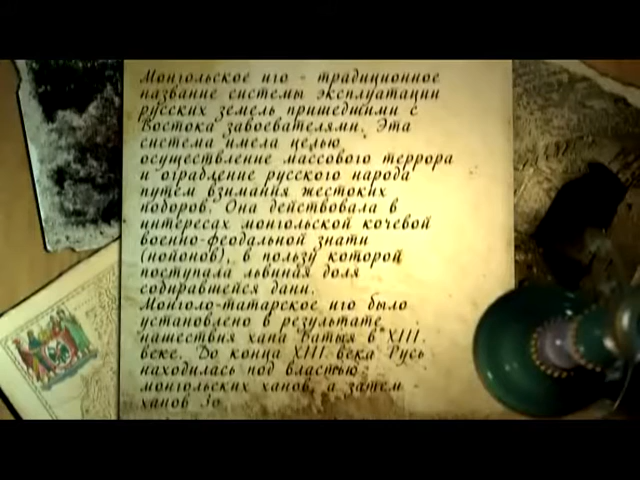 Монгольское иго - традиционное
название системы эксплуатации
русских земель пришедшими с
Востока завоевателями. Эта
система имела целью
осуществление массового террора
и ограбление русского народа
путем взимания жестоких
поборов. Она действовала в
интересах монгольской кочевой
военно-феодальной знати
(нойонов), в пользу которой
поступала львиная доля
собиравшейся дани.
Монголо-татарское иго было
установлено в результате
нашествия хана Батыя в XIII
веке. До конца XIII века Русь
находилась под властью
монгольских ханов, а затем
ханов Зо